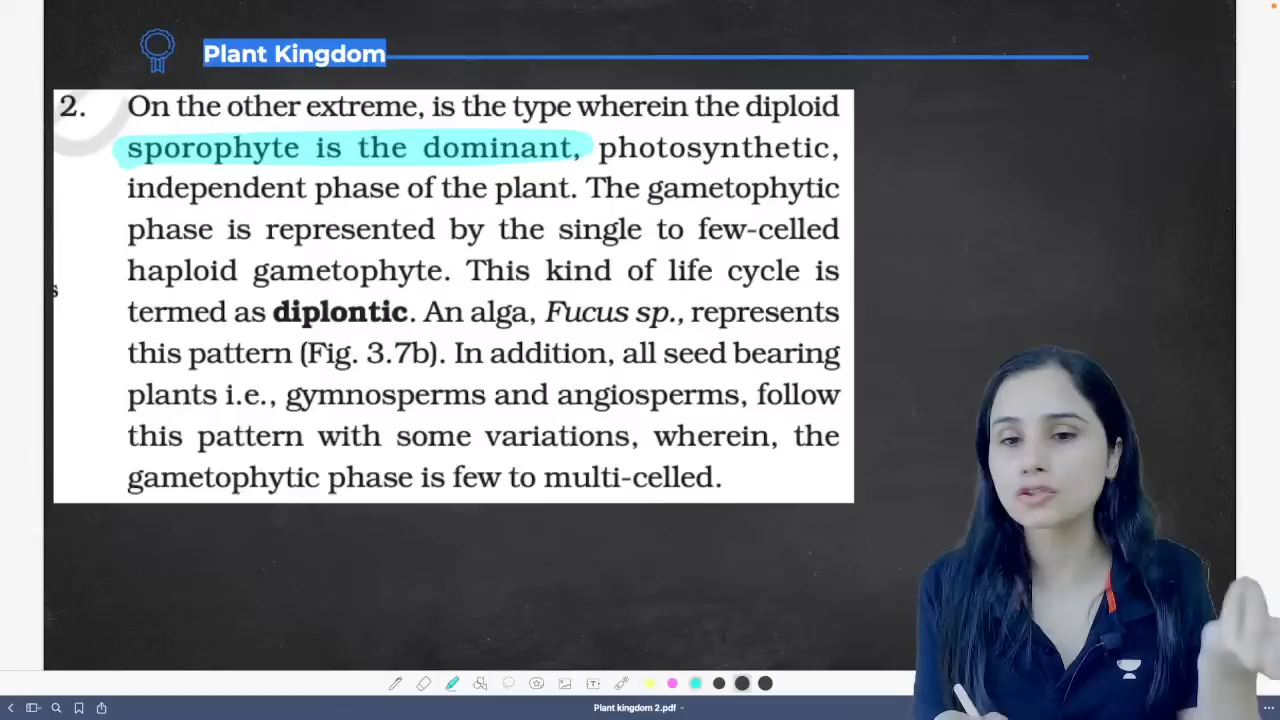 Plant Kingdom
2. On the other extreme, is the type wherein the diploid
sporophyte is the dominant, photosynthetic,
independent phase of the plant. The gametophytic
phase is represented by the single to few-celled
haploid gametophyte. This kind of life cycle is
termed as diplontic. An alga, Fucus sp., represents
this pattern (Fig. 3.7b). In addition, all seed bearing
plants i.e., gymnosperms and angiosperms, follow
this pattern with some variations, wherein, the
gametophytic phase is few to multi-celled.
s
Plant kingdom 2.pdf